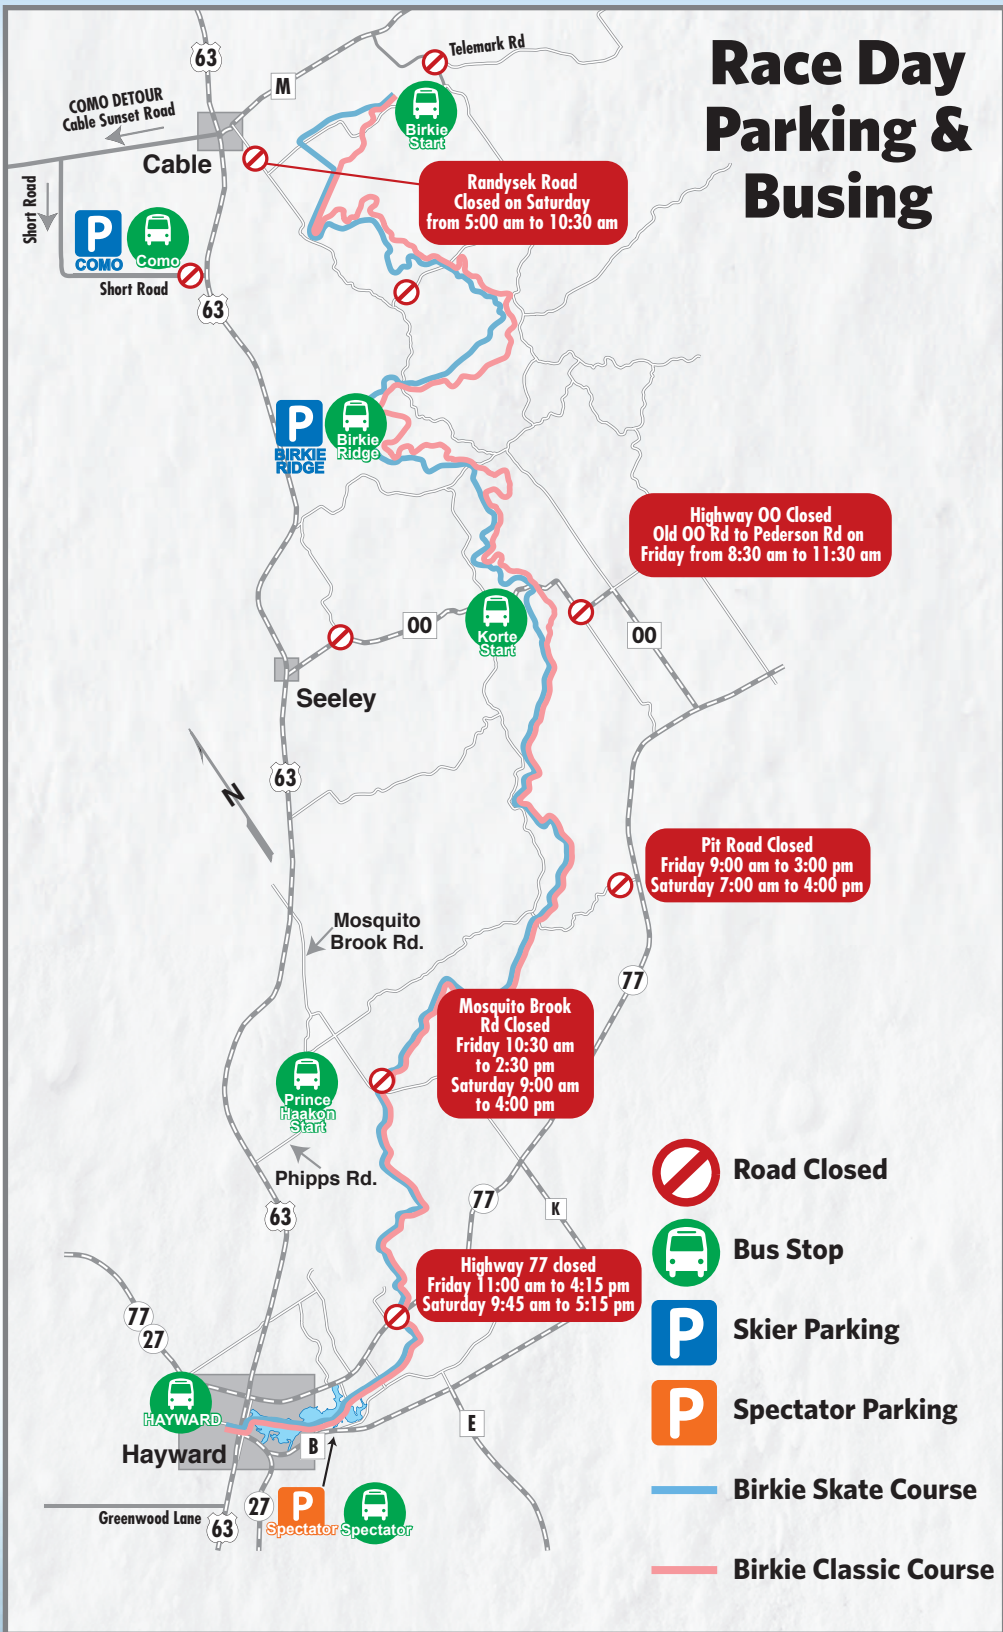 Race Day
Parking &
Busing
63
M
Telemark Rd
COMO DETOUR
Cable Sunset Road
Cable
Birkie
Start
Randysek Road
Closed on Saturday
from 5:00 am to 10:30 am
Short Road
P
COMO
Como
Short Road
63
P
BIRKIE
RIDGE
Birkie
Ridge
Highway OO Closed
Old OO Rd to Pederson Rd on
Friday from 8:30 am to 11:30 am
OO
Korte
Start
OO
Seeley
63
N
Pit Road Closed
Friday 9:00 am to 3:00 pm
Saturday 7:00 am to 4:00 pm
Mosquito
Brook Rd.
77
Mosquito Brook
Rd Closed
Friday 10:30 am
to 2:30 pm
Saturday 9:00 am
to 4:00 pm
Prince
Haakon
Start
Phipps Rd.
63
77
K
Highway 77 closed
Friday 11:00 am to 4:15 pm
Saturday 9:45 am to 5:15 pm
77
27
HAYWARD
Hayward
B
E
Greenwood Lane
63
27
P
Spectator
Spectator
Road Closed
Bus Stop
P
Skier Parking
P
Spectator Parking
Birkie Skate Course
Birkie Classic Course